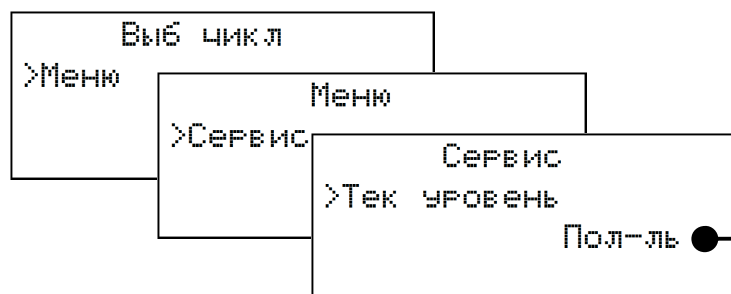 Выб цикл
>Меню
Меню
>Сервис
Сервис
>Тек уровень
Пол-ль